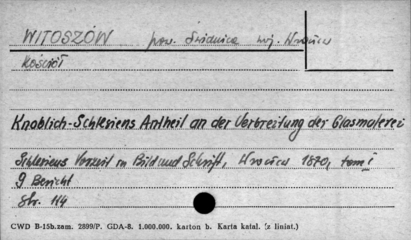 WITOSZÓW pow. Świdnica woj. Wrocław
Kościół
Knoblich-Schlesiens Antheil an der Verbreitung der Glasmalerei
Schlesiens Vorzeit in Bild und Schrift, Wrocław 1870, tom I
9 Bericht
Str. 114
CWD B-15b.zam. 2899/P. GDA-8. 1.000.000. karton b. Karta katal. (z liniat.)